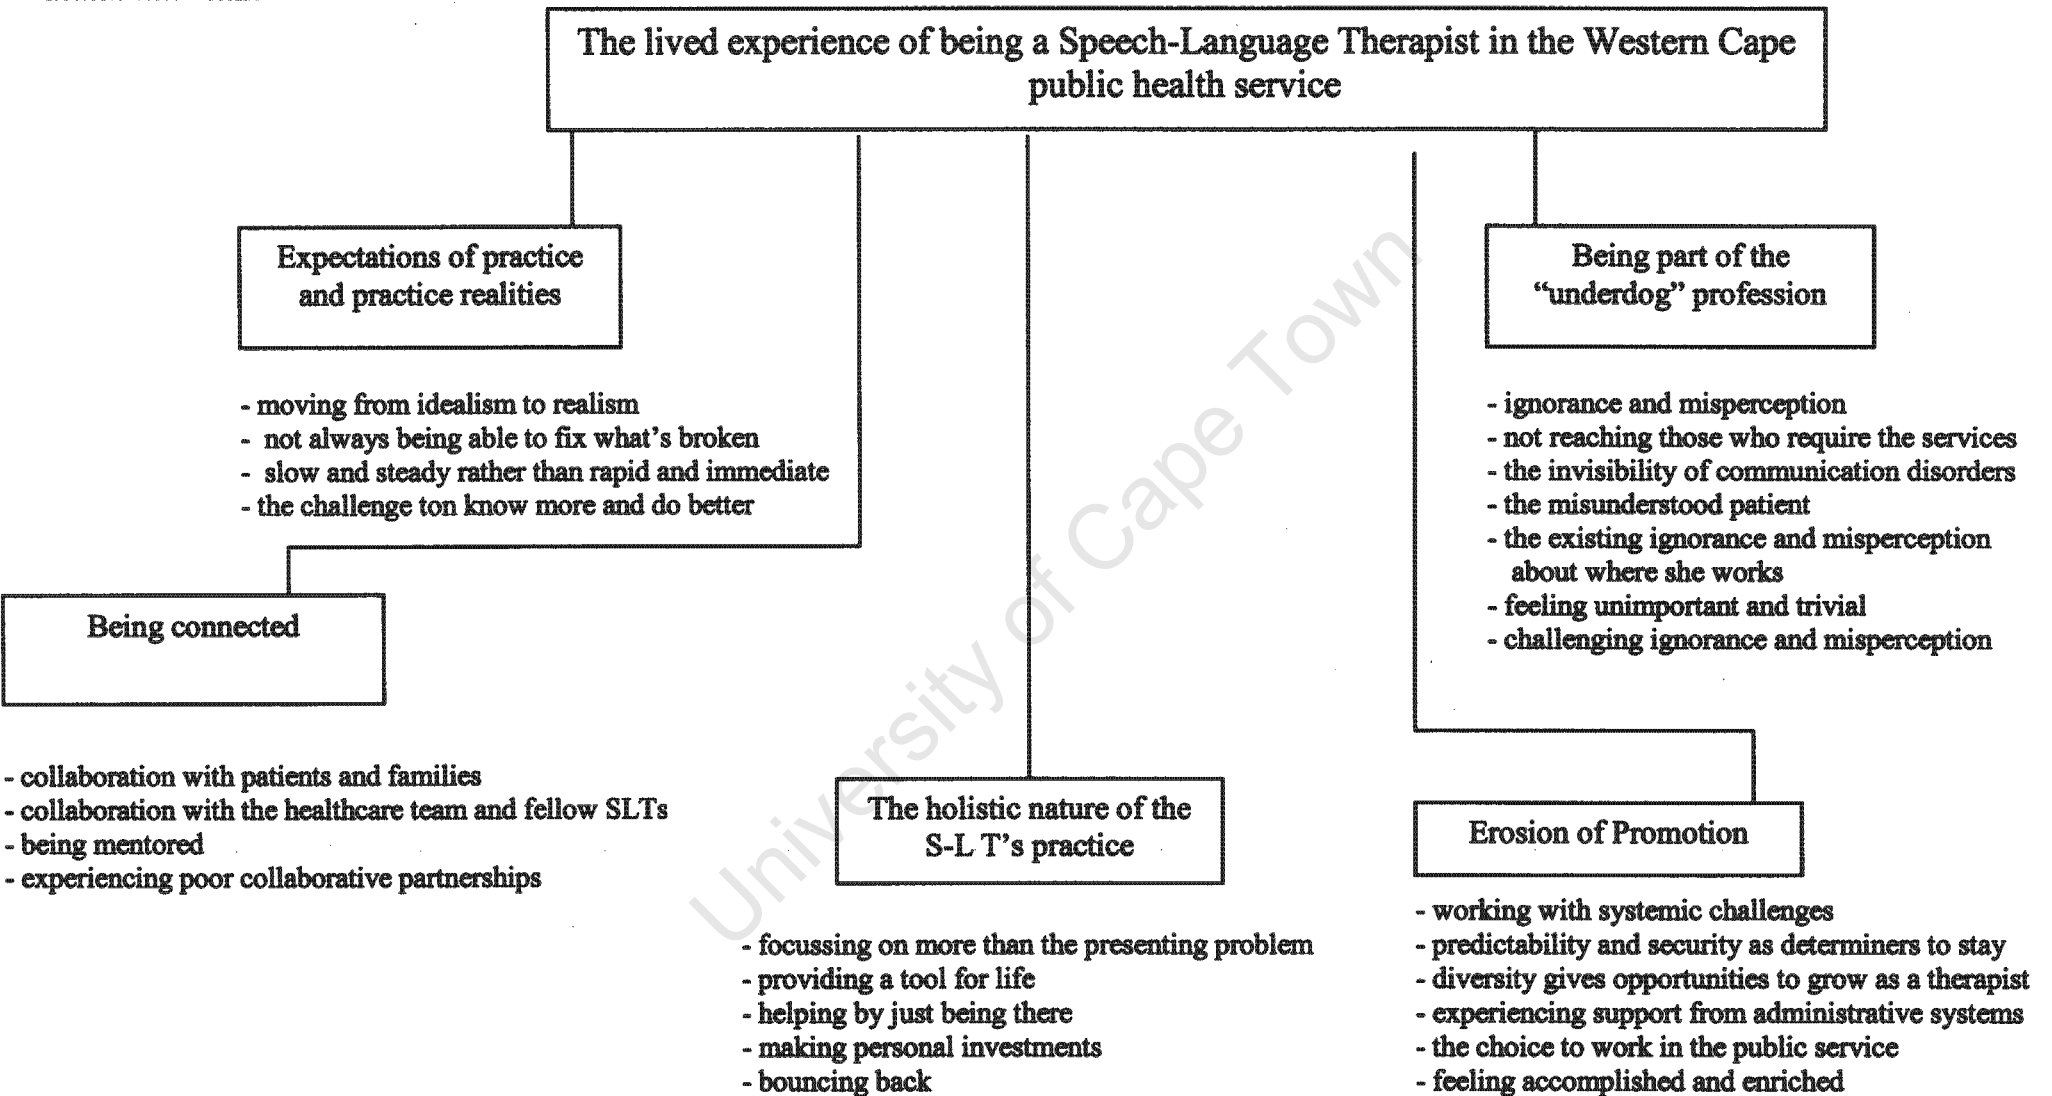 The lived experience of being a Speech-Language Therapist in the Western Cape
public health service
Expectations of practice
and practice realities
- moving from idealism to realism
- not always being able to fix what's broken
- slow and steady rather than rapid and immediate
- the challenge ton know more and do better
Being part of the
“underdog” profession
- ignorance and misperception
- not reaching those who require the services
- the invisibility of communication disorders
- the misunderstood patient
- the existing ignorance and misperception
about where she works
- feeling unimportant and trivial
- challenging ignorance and misperception
Being connected
- collaboration with patients and families
- collaboration with the healthcare team and fellow SLTs
- being mentored
- experiencing poor collaborative partnerships
The holistic nature of the
S-L T's practice
- focussing on more than the presenting problem
- providing a tool for life
- helping by just being there
- making personal investments
- bouncing back
Erosion of Promotion
- working with systemic challenges
- predictability and security as determiners to stay
- diversity gives opportunities to grow as a therapist
- experiencing support from administrative systems
- the choice to work in the public service
- feeling accomplished and enriched
University of Cape Town